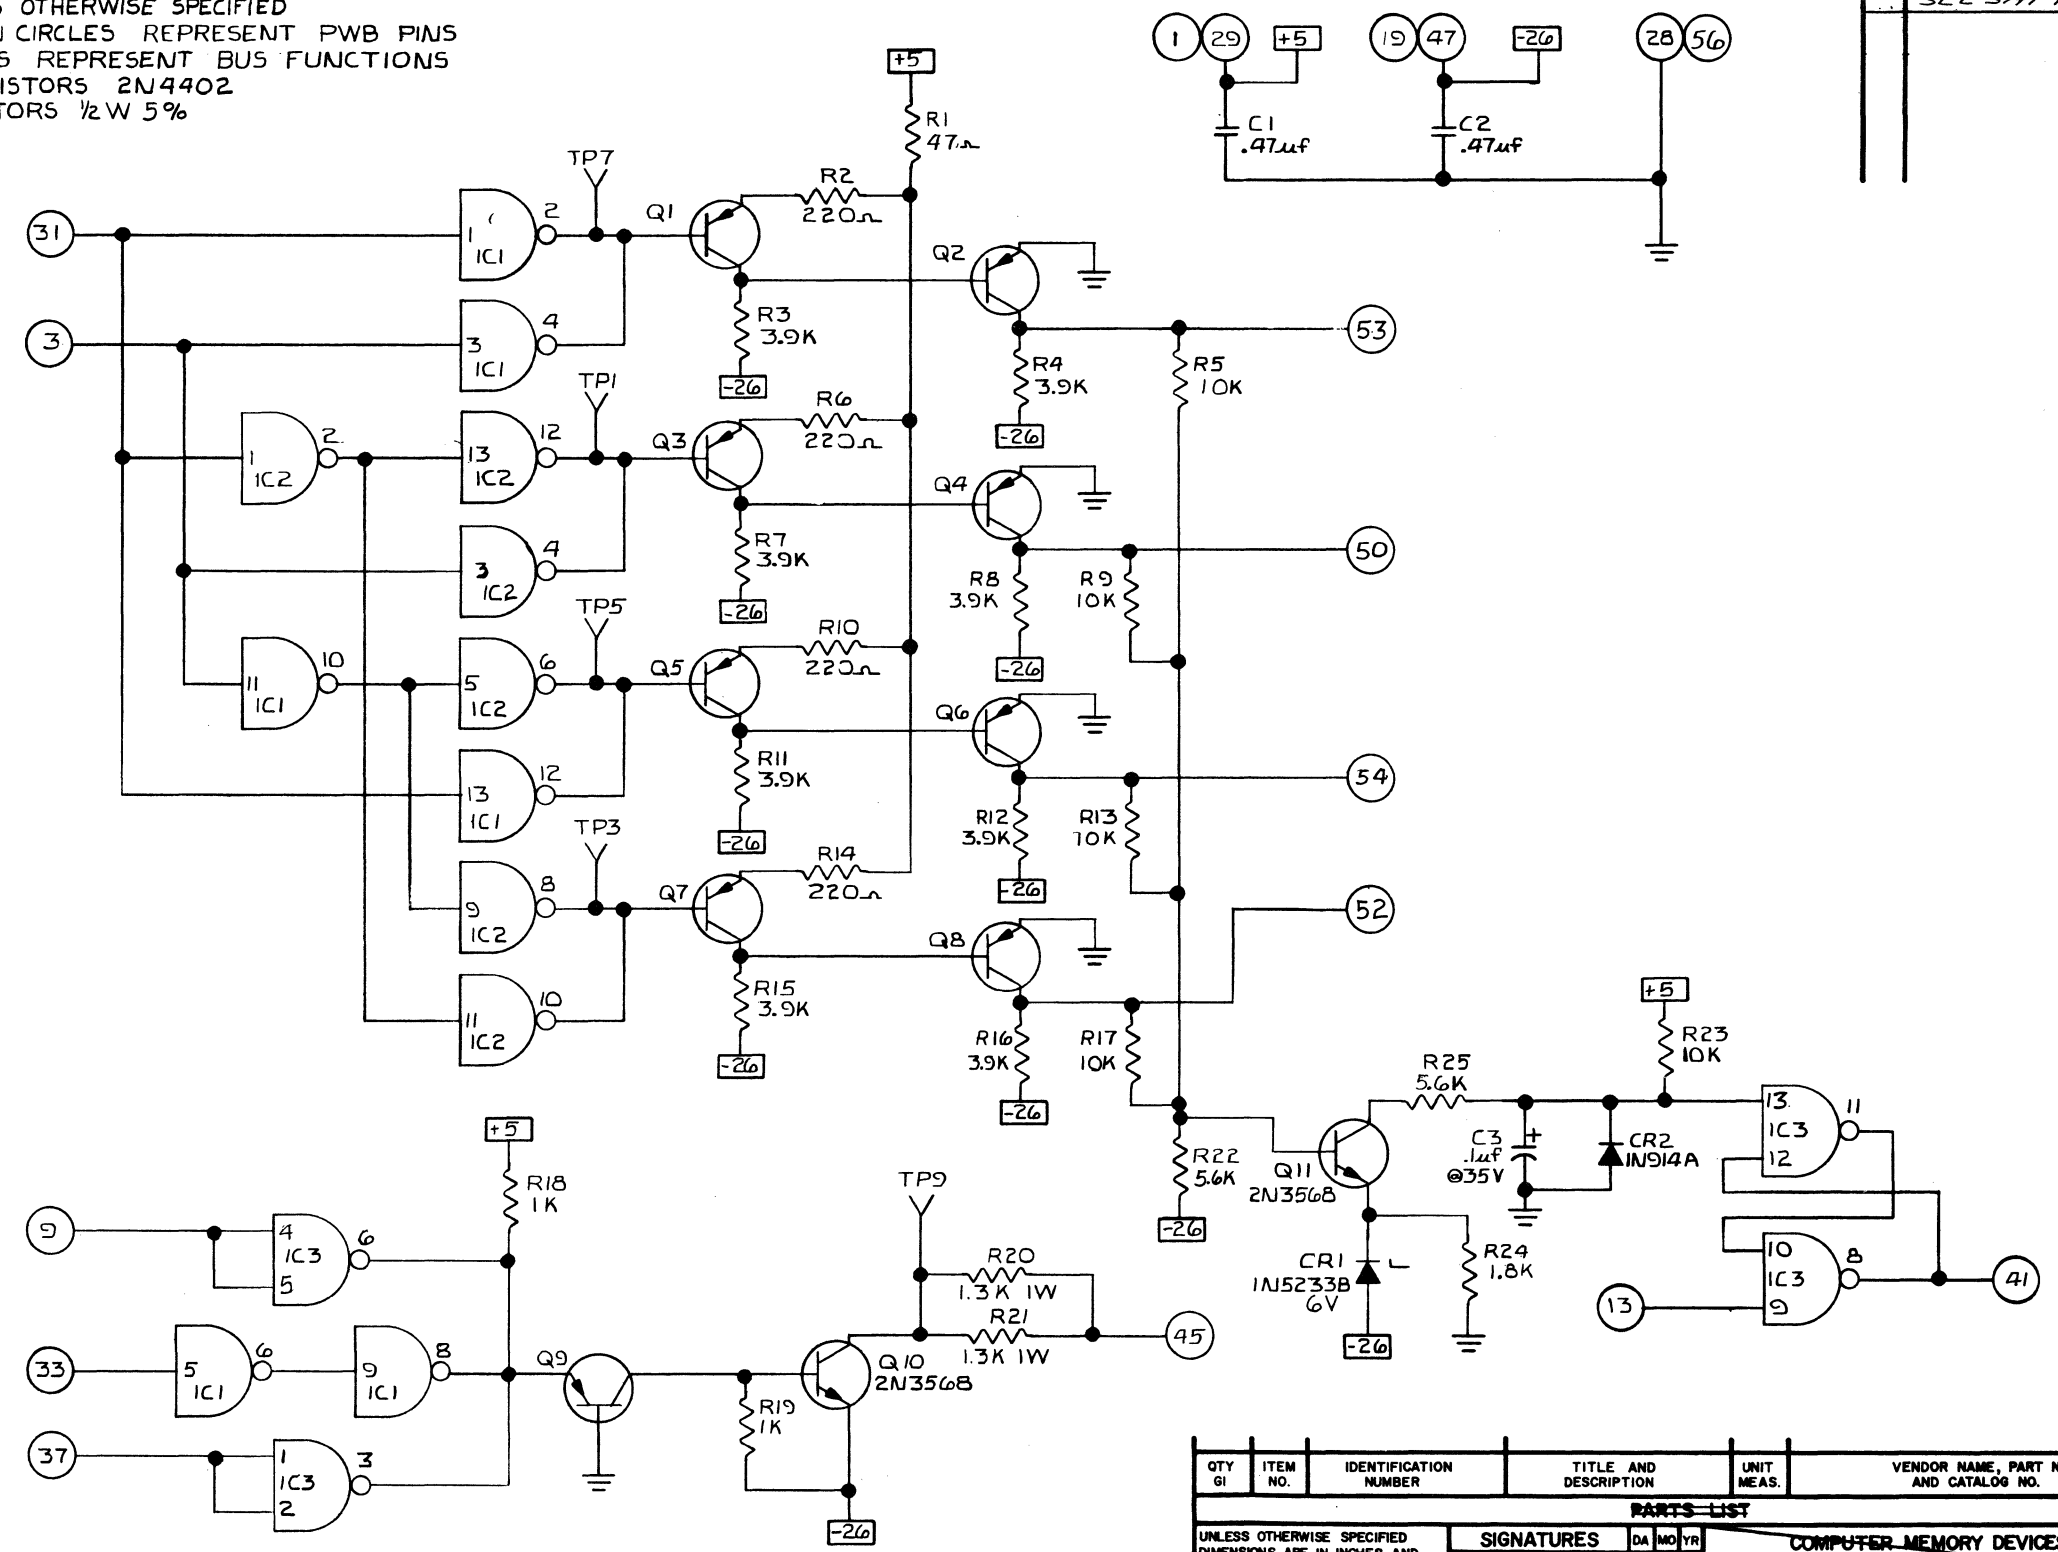 OTHERWISE SPECIFIED
CIRCLES REPRESENT PWB PINS
REPRESENT BUS FUNCTIONS
2N4402
½W 5%
+5
R1
47Ω
1
29
+5
C1
.47uf
19
47
-26
C2
.47uf
28
56
31
3
1
IC1
2
TP7
3
IC1
4
Q1
R2
220Ω
R3
3.9K
-26
Q2
R4
3.9K
-26
R5
10K
53
1
IC2
2
13
IC2
12
TP1
3
IC2
4
Q3
R6
220Ω
R7
3.9K
-26
Q4
R8
3.9K
-26
R9
10K
50
11
IC1
10
5
IC2
6
TP5
13
IC1
12
Q5
R10
220Ω
R11
3.9K
-26
Q6
R12
3.9K
-26
R13
10K
54
9
IC2
8
TP3
11
IC2
10
Q7
R14
220Ω
R15
3.9K
-26
Q8
R16
3.9K
-26
R17
10K
52
R22
5.6K
-26
Q11
2N3568
R25
5.6K
CR1
1N5233B
6V
-26
R24
1.8K
C3
.1uf
@35V
+
CR2
1N914A
+5
R23
10K
13
IC3
12
11
10
IC3
9
8
13
41
+5
R18
1K
9
4
IC3
5
6
33
5
IC1
6
9
IC1
8
37
1
IC3
2
3
Q9
R19
1K
Q10
2N3568
-26
TP9
R20
1.3K 1W
R21
1.3K 1W
45
QTY
GI
ITEM
NO.
IDENTIFICATION
NUMBER
TITLE AND
DESCRIPTION
UNIT
MEAS.
VENDOR NAME, PART
AND CATALOG NO.
PARTS LIST
UNLESS OTHERWISE SPECIFIED
DIMENSIONS ARE IN INCHES AND
SIGNATURES
DA MO YR
COMPUTER MEMORY DEVICES